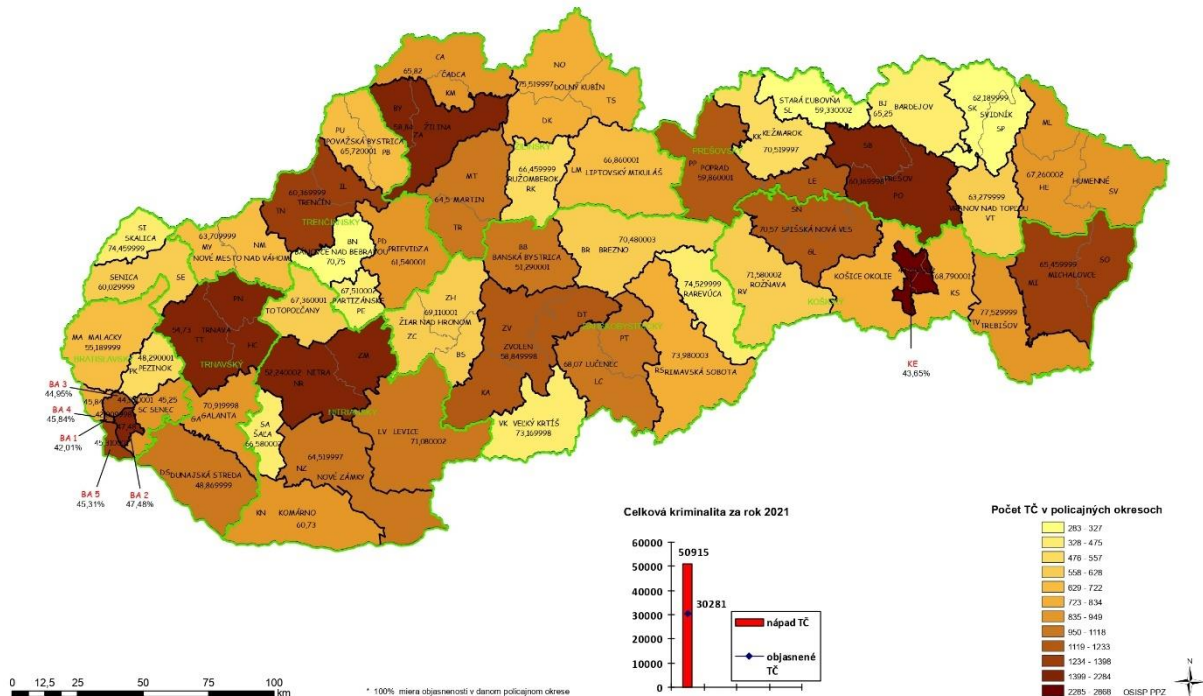 CA
65,82 ČADCA
KM
NO
75,519997
DOLNÝ KUBÍN
TS
DK
BY
58,84 ŽILINA
ZA
PU
POVAŽSKÁ BYSTRICA
65,720001 PB
ŽILINSKÝ
66,459999
RUŽOMBEROK
RK
66,860001
LM LIPTOVSKÝ MIKULÁŠ
MT
64,5 MARTIN
TR
IL
60,369999
TRENČÍN
TN
TRENČIANSKY
STARÁ ĽUBOVŇA
SL 59,330002
BJ BARDEJOV
65,25
62,189999
SK
SVIDNÍK
SP
KK KEŽMAROK
70,519997
PREŠOVSKÝ
PP
POPRAD
59,860001
LE
SB
PREŠOV
PO
ML
67,260002
HE HUMENNÉ
SV
63,279999
VRANOV NAD TOPĽOU
VT
SI
SKALICA
74,459999
63,709999
MY NM
NOVÉ MESTO NAD VÁHOM
BN
BÁNOVCE NAD BEBRAVOU
70,75
PD
PRIEVIDZA
61,540001
SENICA
60,029999
SE
67,510002
PARTIZÁNSKE
PE
67,360001
TO TOPOĽČANY
BB
BANSKÁ BYSTRICA
51,290001
70,480003
BR BREZNO
SN
70,57 SPIŠSKÁ NOVÁ VES
GL
71,580002
RV ROŽŇAVA
KOŠICE OKOLIE
68,790001
KS
KE
43,65%
65,459999
MICHALOVCE
MI
SO
77,529999
TREBIŠOV
TV
MA MALACKY
55,189999
BRATISLAVSKÝ
48,290001
PK PEZINOK
PN
54,73 TRNAVA
TT
HC
TRNAVSKÝ
ZH
69,110001
ŽIAR NAD HRONOM
ZC
BS
ZV
ZVOLEN
58,849998
DT
KA
74,529999
RA REVÚCA
PT
68,07 LUČENEC
LC
73,980003
RS RIMAVSKÁ SOBOTA
ZM
52,240002
NITRA
NR
BA 3
44,95%
BA 4
45,84%
BA 1
42,01%
BA 5
45,31%
BA 2
47,48%
45,25
SC SENEC
70,919998
GALANTA
GA
SA
ŠAĽA
66,580002
LV LEVICE
71,080002
VK VEĽKÝ KRTÍŠ
73,169998
DS DUNAJSKÁ STREDA
48,869999
64,519997
NZ
NOVÉ ZÁMKY
KN KOMÁRNO
60,73
Celková kriminalita za rok 2021
60000
50000
40000
30000
20000
10000
0
50915
30281
nápad TČ
objasnené
TČ
Počet TČ v policajných okresoch
283 - 327
328 - 475
476 - 557
558 - 628
629 - 722
723 - 834
835 - 949
950 - 1118
1119 - 1233
1234 - 1398
1399 - 2284
2285 - 2868 OSISP PPZ
N
0 12,5 25 50 75 100
km
* 100% miera objasnenosti v danom policajnom okrese